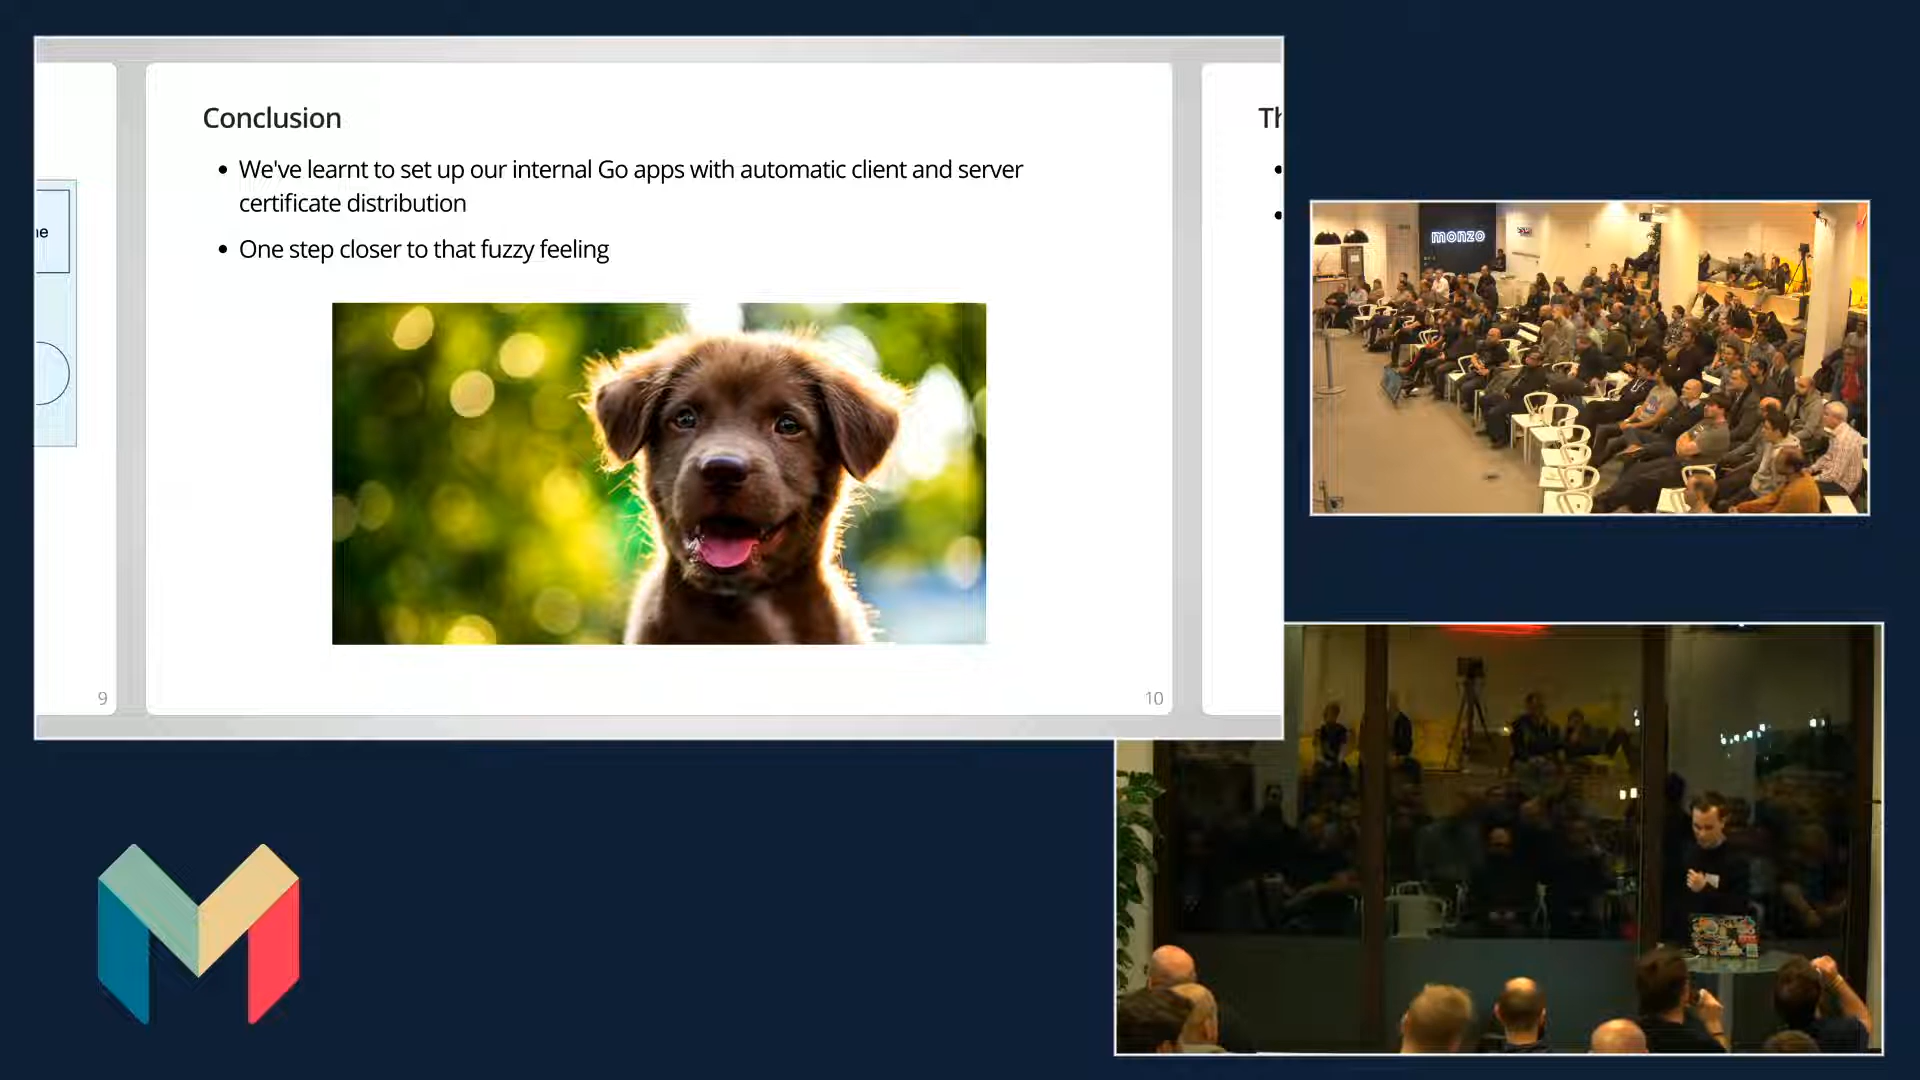 Conclusion
We've learnt to set up our internal Go apps with automatic client and server
certificate distribution
One step closer to that fuzzy feeling
9
10
monzo